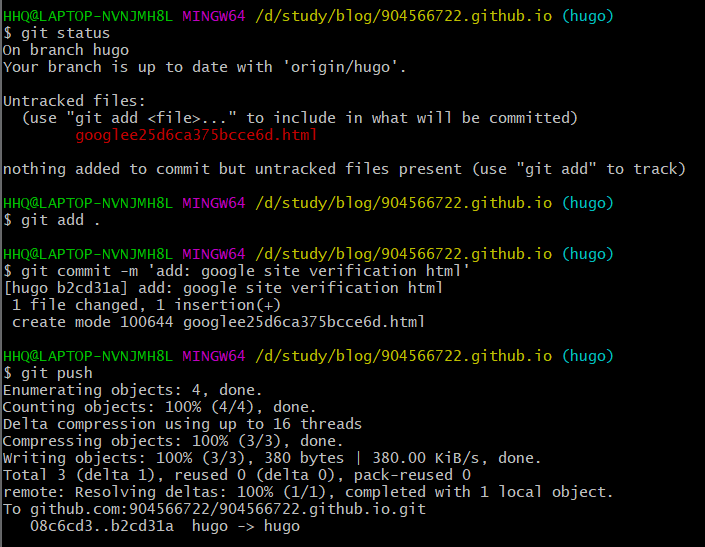 HHQ@LAPTOP-NVNJMH8L MINGW64 /d/study/blog/904566722.github.io (hugo)
$ git status
On branch hugo
Your branch is up to date with 'origin/hugo'.
Untracked files:
  (use "git add <file>..." to include in what will be committed)
        googlee25d6ca375bcce6d.html
nothing added to commit but untracked files present (use "git add" to track)
HHQ@LAPTOP-NVNJMH8L MINGW64 /d/study/blog/904566722.github.io (hugo)
$ git add .
HHQ@LAPTOP-NVNJMH8L MINGW64 /d/study/blog/904566722.github.io (hugo)
$ git commit -m 'add: google site verification html'
[hugo b2cd31a] add: google site verification html
 1 file changed, 1 insertion(+)
 create mode 100644 googlee25d6ca375bcce6d.html
HHQ@LAPTOP-NVNJMH8L MINGW64 /d/study/blog/904566722.github.io (hugo)
$ git push
Enumerating objects: 4, done.
Counting objects: 100% (4/4), done.
Delta compression using up to 16 threads
Compressing objects: 100% (3/3), done.
Writing objects: 100% (3/3), 380 bytes | 380.00 KiB/s, done.
Total 3 (delta 1), reused 0 (delta 0), pack-reused 0
remote: Resolving deltas: 100% (1/1), completed with 1 local object.
To github.com:904566722/904566722.github.io.git
   08c6cd3..b2cd31a  hugo -> hugo